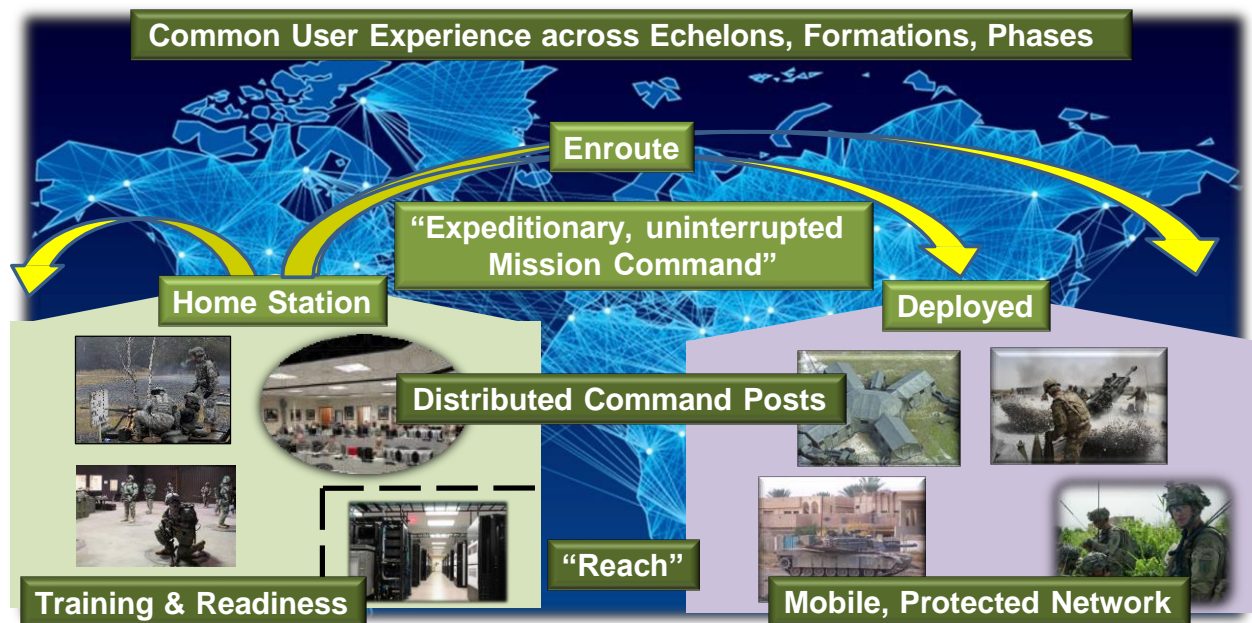 Common User Experience across Echelons, Formations, Phases
Enroute
“Expeditionary, uninterrupted
Mission Command”
Home Station
Deployed
Distributed Command Posts
“Reach”
Training & Readiness
Mobile, Protected Network